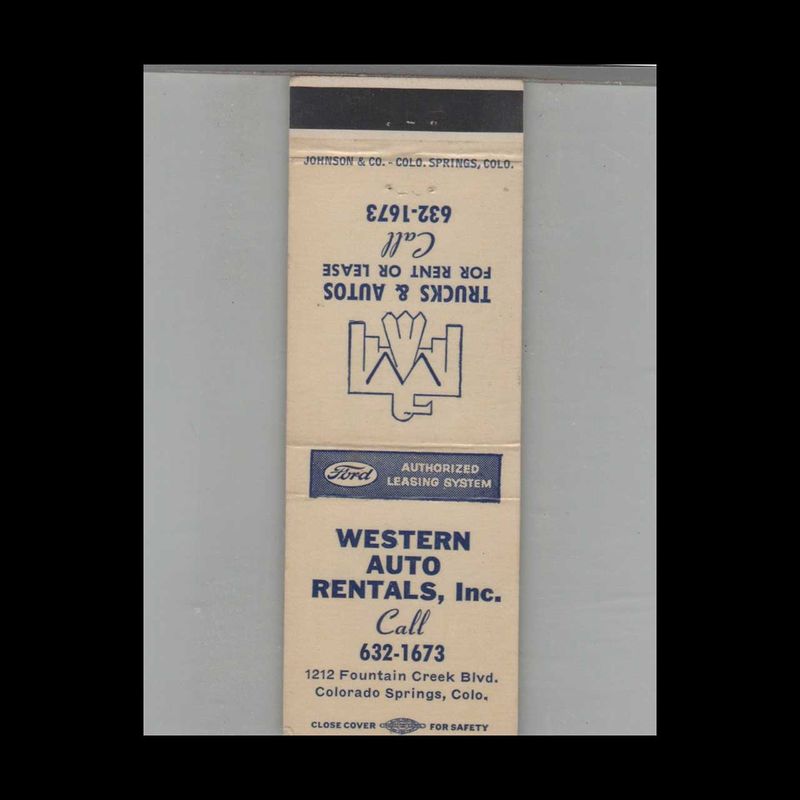 JOHNSON & CO. - COLO. SPRINGS, COLO.
TRUCKS & AUTOS
FOR RENT OR LEASE
Call
632-1673
Ford
AUTHORIZED
LEASING SYSTEM
WESTERN
AUTO
RENTALS, Inc.
Call
632-1673
1212 Fountain Creek Blvd.
Colorado Springs, Colo.
CLOSE COVER FOR SAFETY